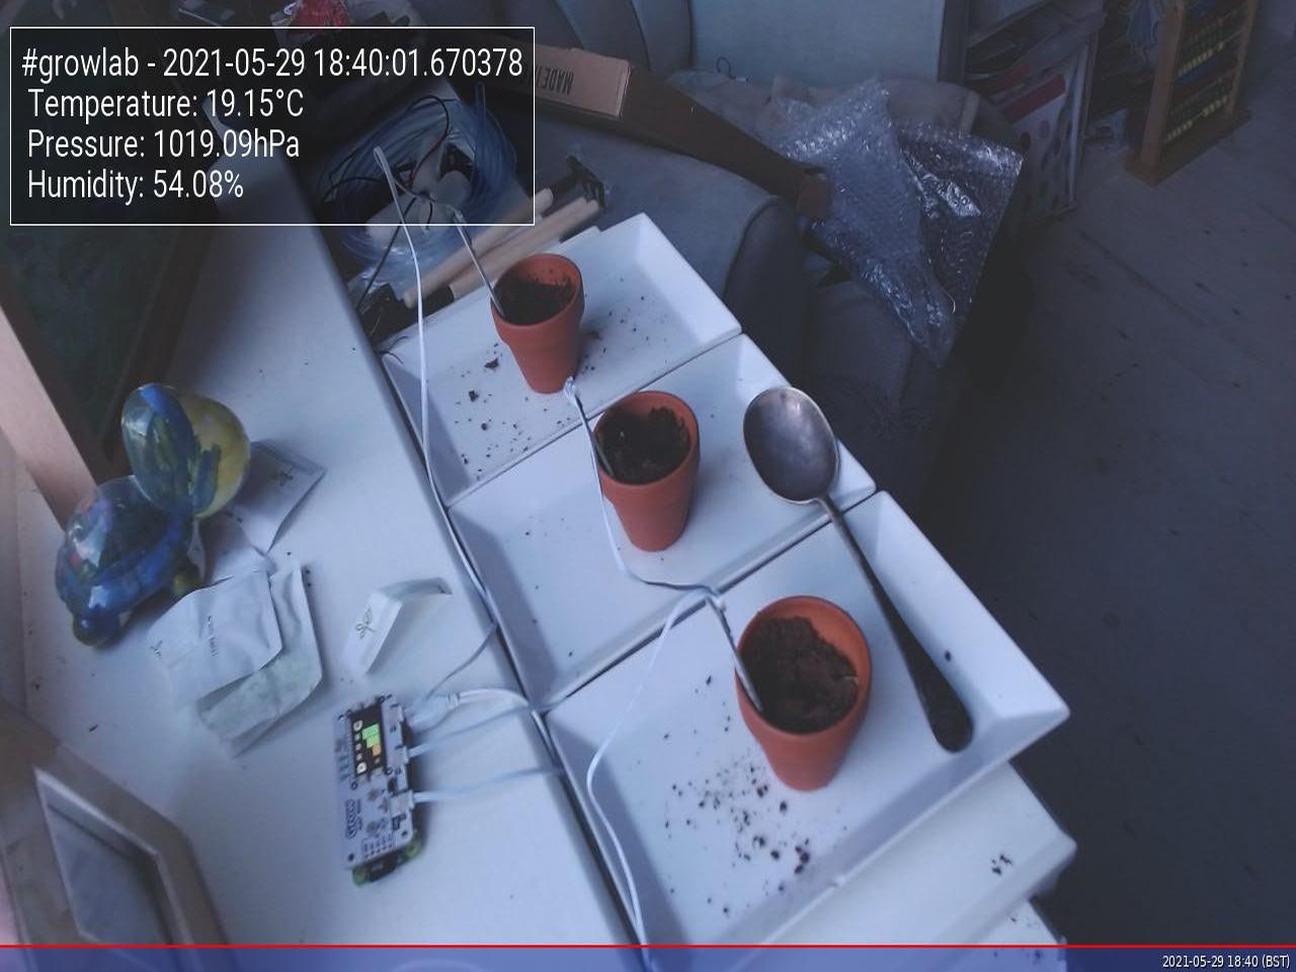 #growlab - 2021-05-29 18:40:01.670378
Temperature: 19.15°C
Pressure: 1019.09hPa
Humidity: 54.08%
MADE
2021-05-29 18:40 (BST)